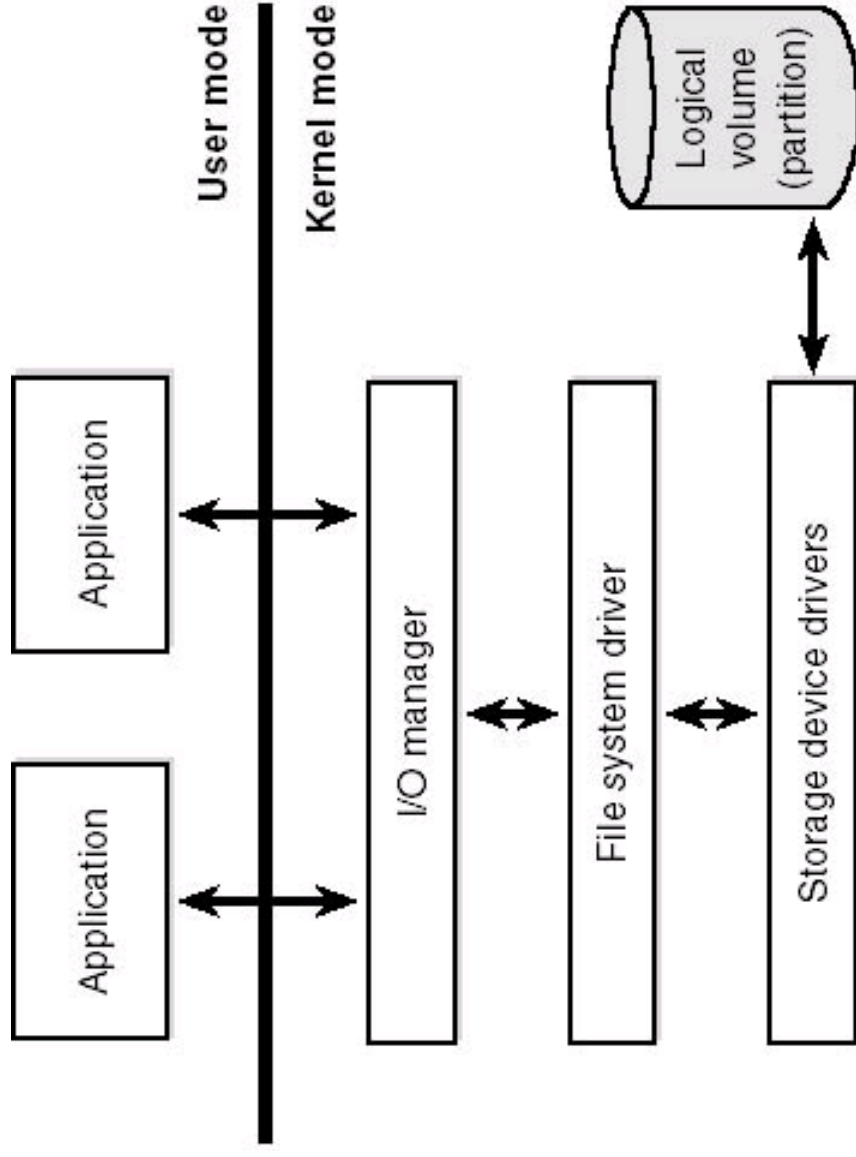 Application
Application
User mode
Kernel mode
I/O manager
File system driver
Storage device drivers
Logical
volume
(partition)